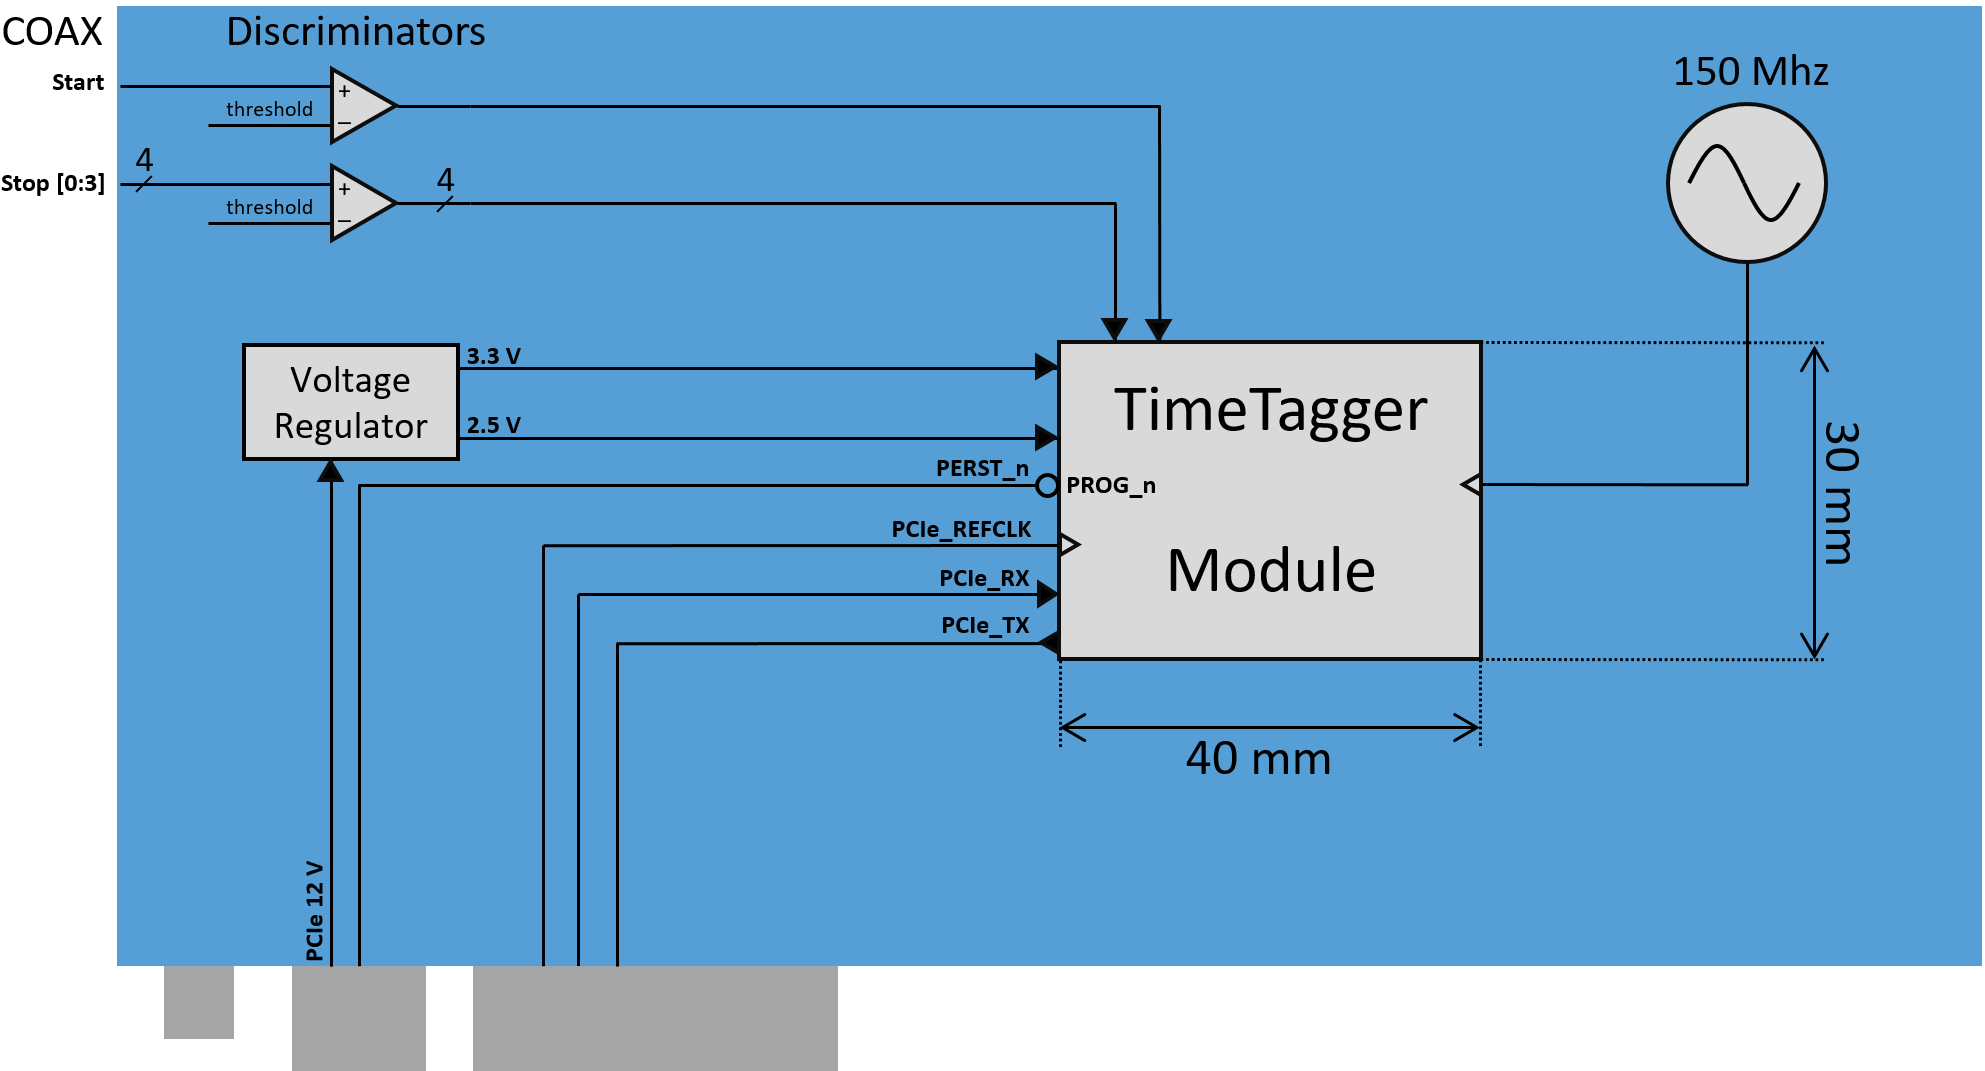 COAX
Discriminators
Start
+
threshold
–
150 Mhz
4
Stop [0:3]
+
threshold
–
4
3.3 V
Voltage
Regulator
2.5 V
TimeTagger
PERST_n
PROG_n
30 mm
PCIe_REFCLK
Module
PCIe_RX
PCIe_TX
40 mm
PCIe 12 V